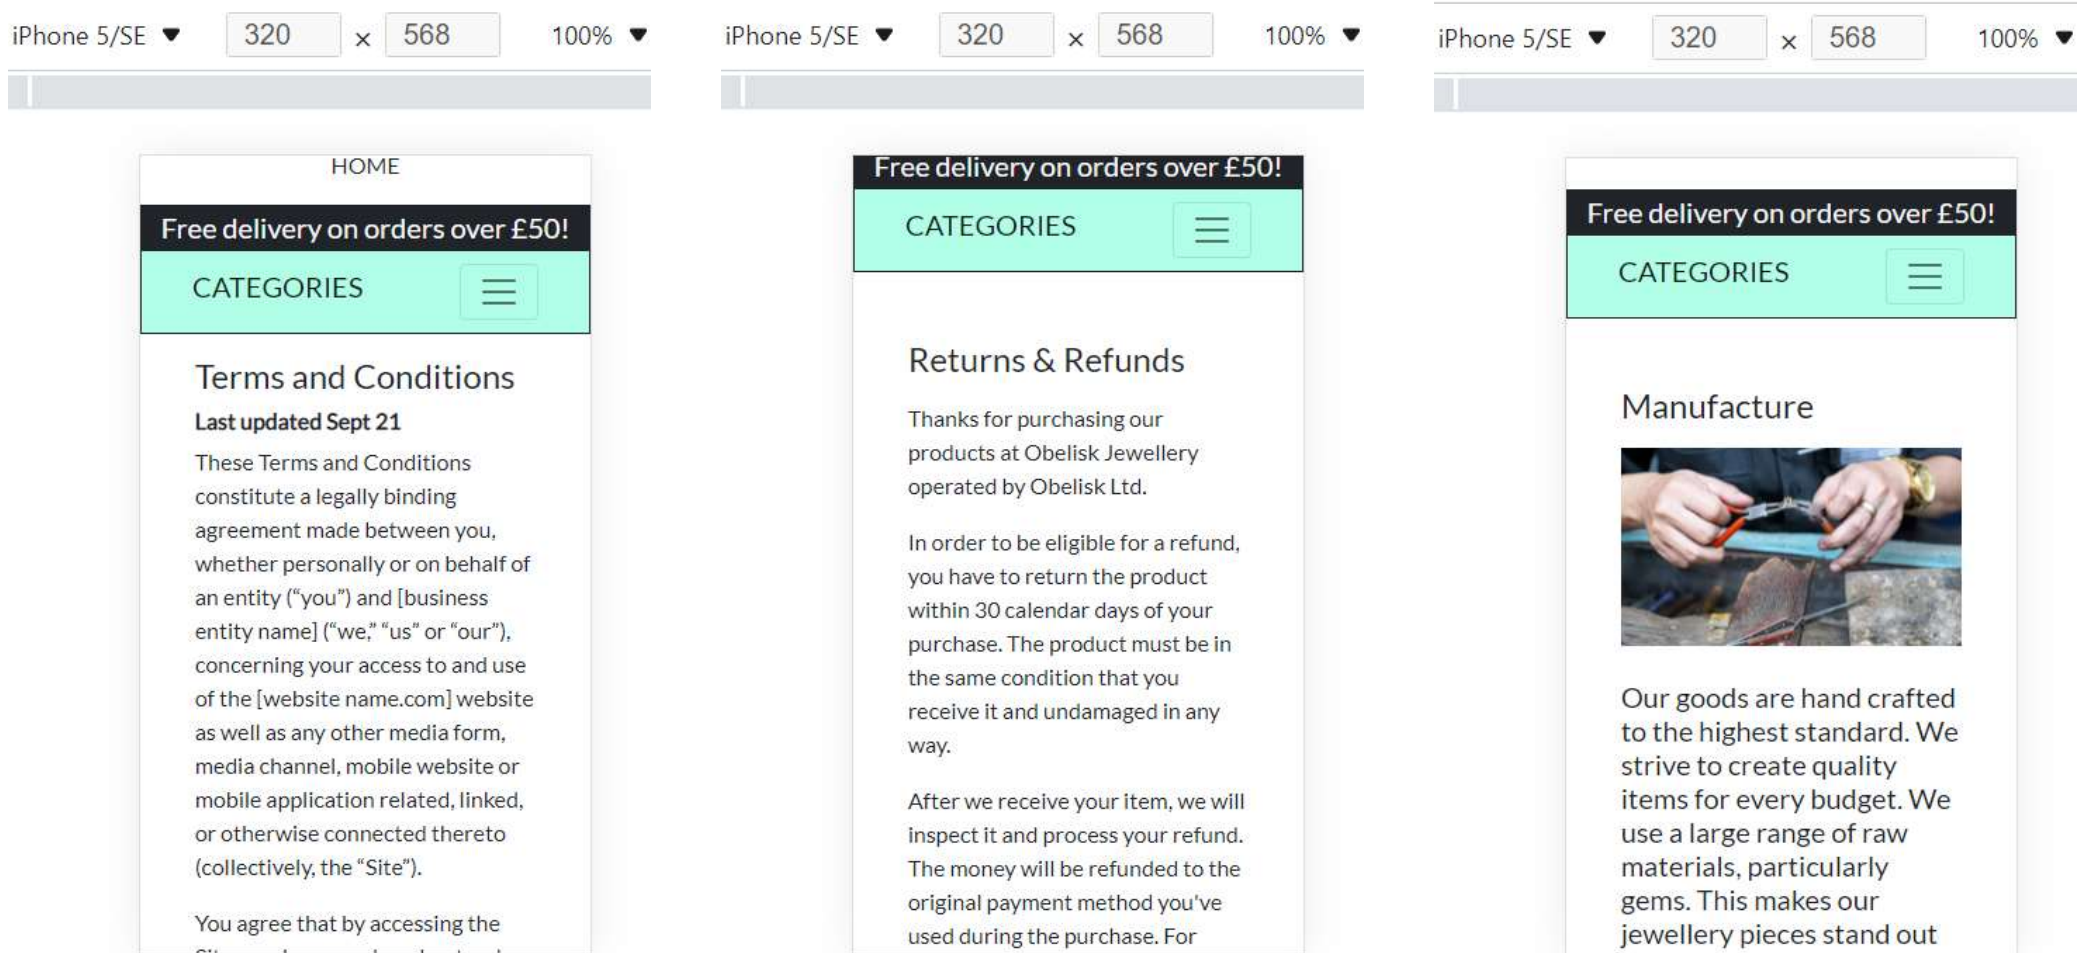 iPhone 5/SE 320 × 568 100%
HOME
Free delivery on orders over £50!
CATEGORIES
Terms and Conditions
Last updated Sept 21
These Terms and Conditions
constitute a legally binding
agreement made between you,
whether personally or on behalf of
an entity (“you”) and [business
entity name] (“we,” “us” or “our”),
concerning your access to and use
of the [website name.com] website
as well as any other media form,
media channel, mobile website or
mobile application related, linked,
or otherwise connected thereto
(collectively, the “Site”).
You agree that by accessing the
iPhone 5/SE 320 × 568 100%
Free delivery on orders over £50!
CATEGORIES
Returns & Refunds
Thanks for purchasing our
products at Obelisk Jewellery
operated by Obelisk Ltd.
In order to be eligible for a refund,
you have to return the product
within 30 calendar days of your
purchase. The product must be in
the same condition that you
receive it and undamaged in any
way.
After we receive your item, we will
inspect it and process your refund.
The money will be refunded to the
original payment method you've
used during the purchase. For
iPhone 5/SE 320 × 568 100%
Free delivery on orders over £50!
CATEGORIES
Manufacture
Our goods are hand crafted
to the highest standard. We
strive to create quality
items for every budget. We
use a large range of raw
materials, particularly
gems. This makes our
jewellery pieces stand out